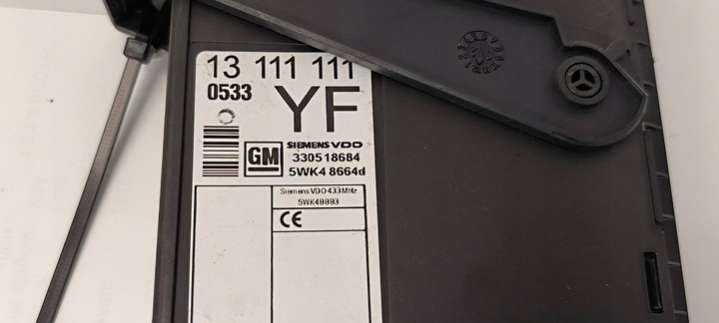 13 111 111
0533
YF
GM
SIEMENS VDO
330518684
5WK4 8664d
Siemens VDO 433MHz
5WK48883
CE